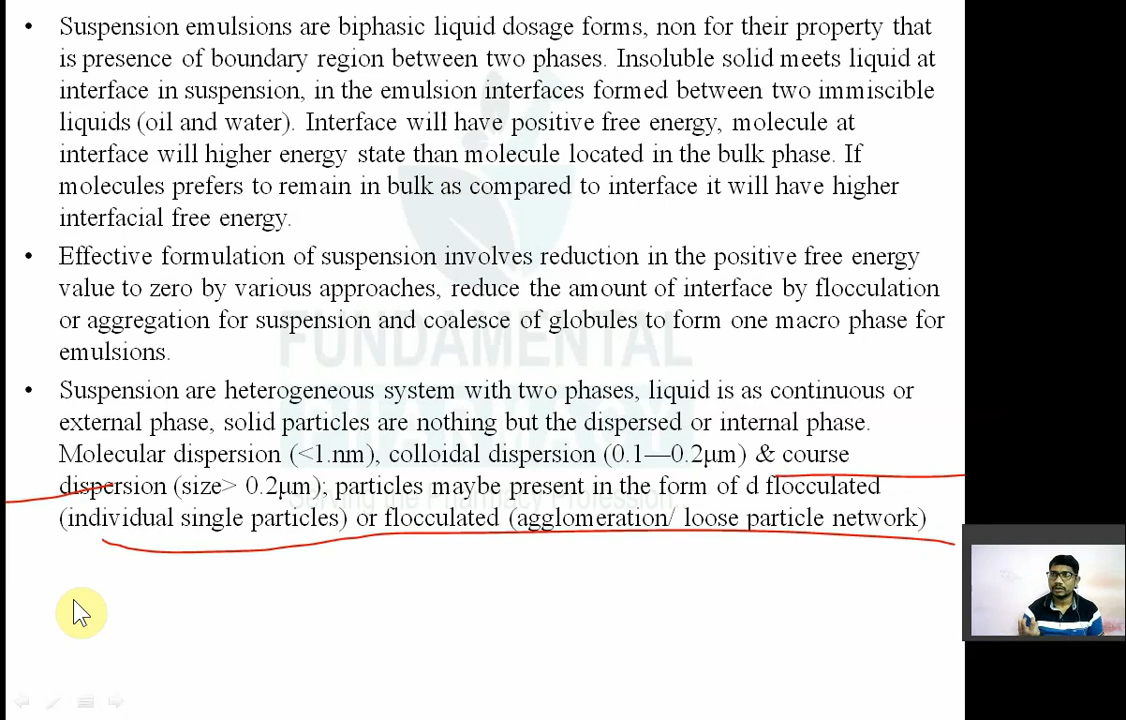 • Suspension emulsions are biphasic liquid dosage forms, non for their property that
is presence of boundary region between two phases. Insoluble solid meets liquid at
interface in suspension, in the emulsion interfaces formed between two immiscible
liquids (oil and water). Interface will have positive free energy, molecule at
interface will higher energy state than molecule located in the bulk phase. If
molecules prefers to remain in bulk as compared to interface it will have higher
interfacial free energy.
• Effective formulation of suspension involves reduction in the positive free energy
value to zero by various approaches, reduce the amount of interface by flocculation
or aggregation for suspension and coalesce of globules to form one macro phase for
emulsions.
• Suspension are heterogeneous system with two phases, liquid is as continuous or
external phase, solid particles are nothing but the dispersed or internal phase.
Molecular dispersion (<1.nm), colloidal dispersion (0.1—0.2μm) & course
dispersion (size> 0.2μm); particles maybe present in the form of d flocculated
(individual single particles) or flocculated (agglomeration/ loose particle network)
FUNDAMENTAL
PHARMACY
Serving the Pharmacy Profession